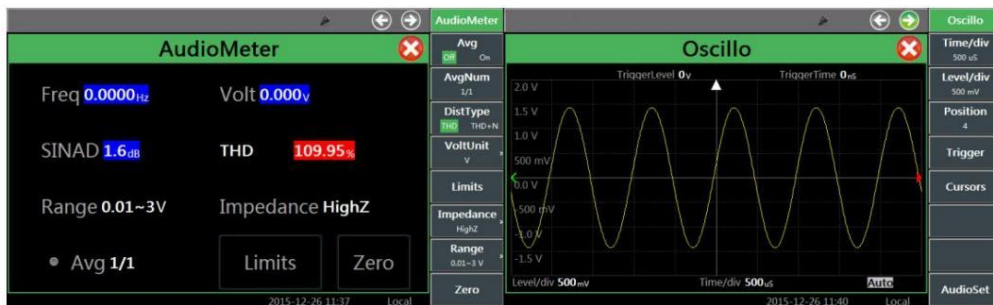 AudioMeter
AudioMeter
Freq 0.0000Hz Volt 0.000V
SINAD 1.6dB THD 109.95%
Range 0.01~3V Impedance HighZ
Avg 1/1 Limits Zero
2015-12-26 11:37 Local
Avg
Off On
AvgNum
1/1
DistType
THD THD+N
VoltUnit
V
Limits
Impedance
HighZ
Range
0.01~3 V
Zero
Oscillo
Oscillo
TriggerLevel 0V TriggerTime 0nS
2.0 V
1.5 V
1.0 V
500 mV
0.0 V
-500 mV
-1.0 V
-1.5 V
Level/div 500mV Time/div 500uS Auto
2015-12-26 11:40 Local
Time/div
500 uS
Level/div
500 mV
Position
4
Trigger
Cursors
AudioSet